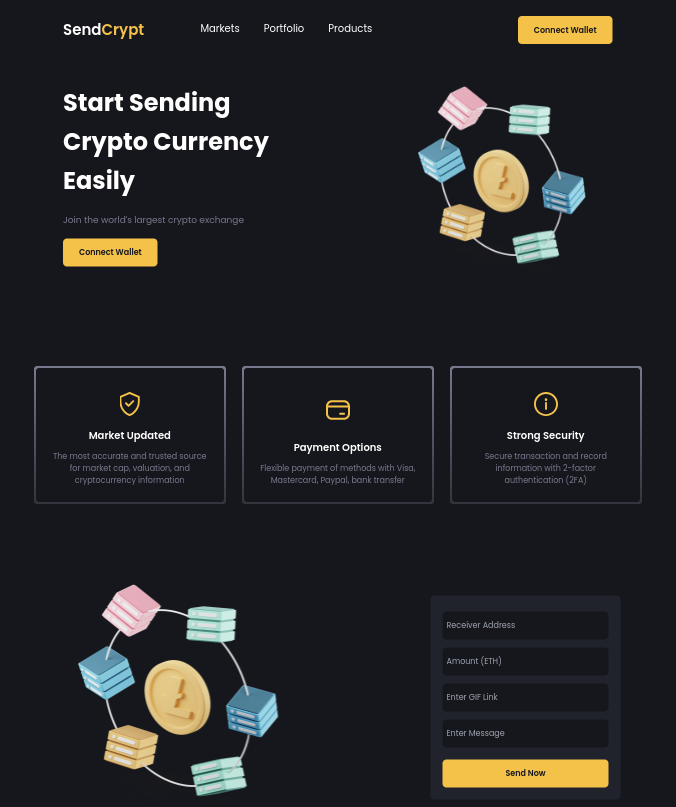 SendCrypt
Markets
Portfolio
Products
Connect Wallet
Start Sending
Crypto Currency
Easily
Join the world's largest crypto exchange
Connect Wallet
Market Updated
The most accurate and trusted source
for market cap, valuation, and
cryptocurrency information
Payment Options
Flexible payment of methods with Visa,
Mastercard, Paypal, bank transfer
Strong Security
Secure transaction and record
information with 2-factor
authentication (2FA)
Receiver Address
Amount (ETH)
Enter GIF Link
Enter Message
Send Now